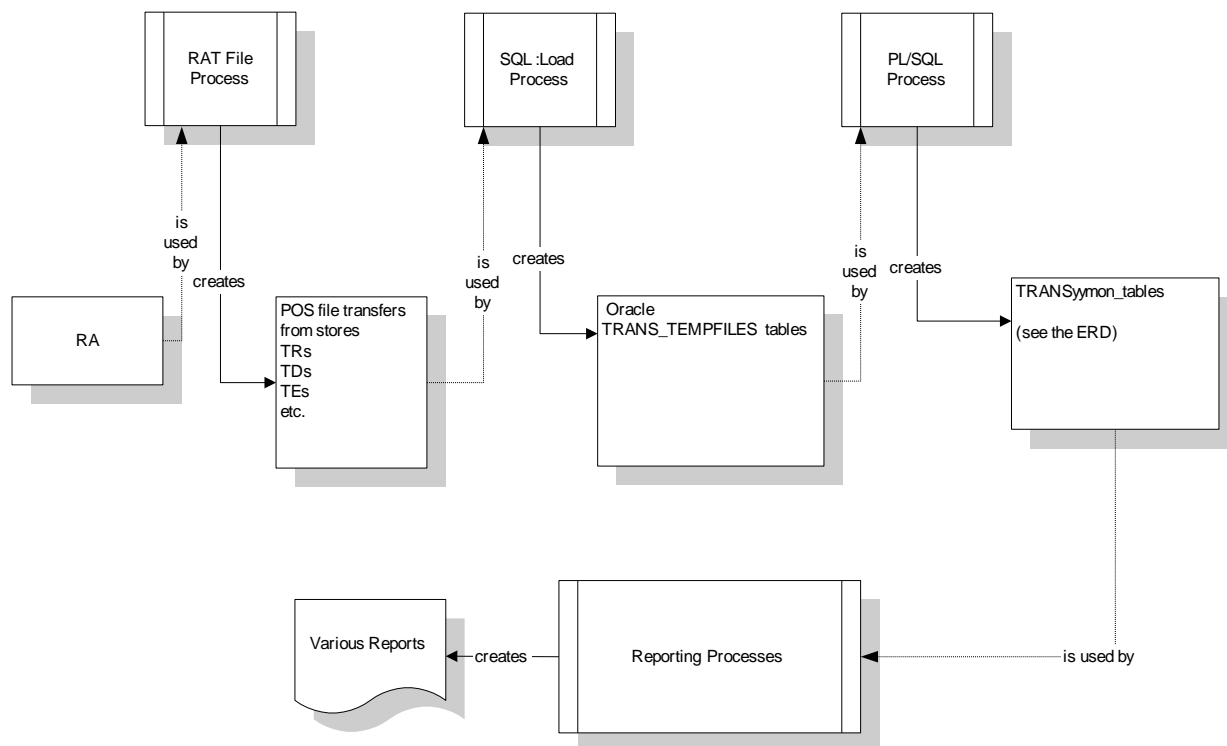 RAT File
Process
SQL :Load
Process
PL/SQL
Process
is
used
by
creates
is
used
by
creates
is
used
by
creates
RA
POS file transfers
from stores
TRs
TDs
TEs
etc.
Oracle
TRANS_TEMPFILES tables
TRANSyymon_tables
(see the ERD)
Various Reports
creates
Reporting Processes
is used by